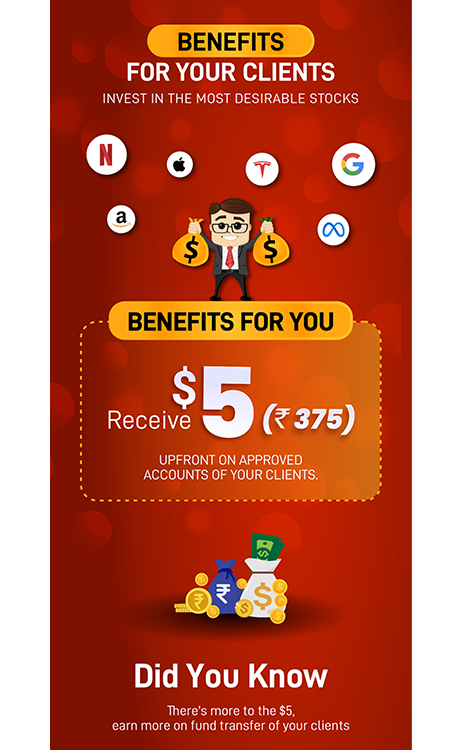 BENEFITS
FOR YOUR CLIENTS
INVEST IN THE MOST DESIRABLE STOCKS
N
T
G
a
$ $
BENEFITS FOR YOU
Receive $5 (₹ 375)
UPFRONT ON APPROVED
ACCOUNTS OF YOUR CLIENTS.
$
₹ ₹ $
$
Did You Know
There's more to the $5,
earn more on fund transfer of your clients